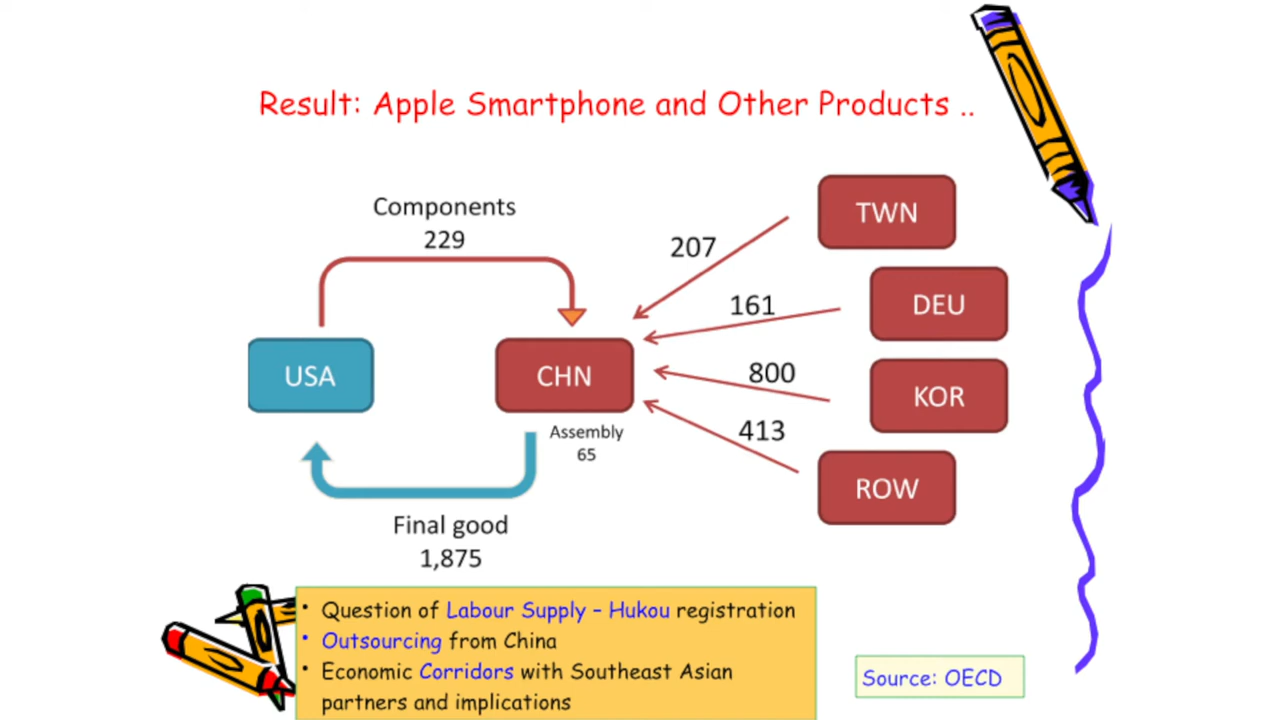 Result: Apple Smartphone and Other Products ..
Components
229
TWN
207
DEU
161
USA
CHN
800
KOR
Assembly
65
413
ROW
Final good
1,875
• Question of Labour Supply – Hukou registration
• Outsourcing from China
• Economic Corridors with Southeast Asian
partners and implications
Source: OECD